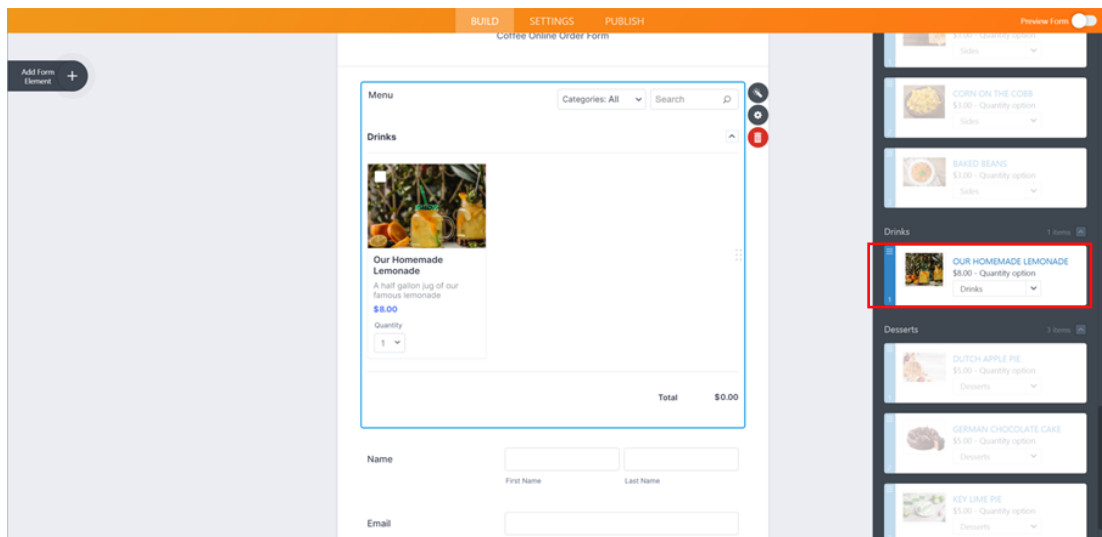 BUILD SETTINGS PUBLISH
Preview Form
Coffee Online Order Form
Add Form
Element
Menu
Categories: All
Search
Drinks
Our Homemade
Lemonade
A half gallon jug of our
famous lemonade
$8.00
Quantity
1
Total $0.00
Name
First Name Last Name
Email
$3.00 - Quantity option
Sides
CORN ON THE COBB
$3.00 - Quantity option
Sides
BAKED BEANS
$3.00 - Quantity option
Sides
Drinks 1 items
OUR HOMEMADE LEMONADE
$8.00 - Quantity option
Drinks
1
Desserts 3 items
DUTCH APPLE PIE
$5.00 - Quantity option
Desserts
GERMAN CHOCOLATE CAKE
$5.00 - Quantity option
Desserts
KEY LIME PIE
$5.00 - Quantity option
Desserts